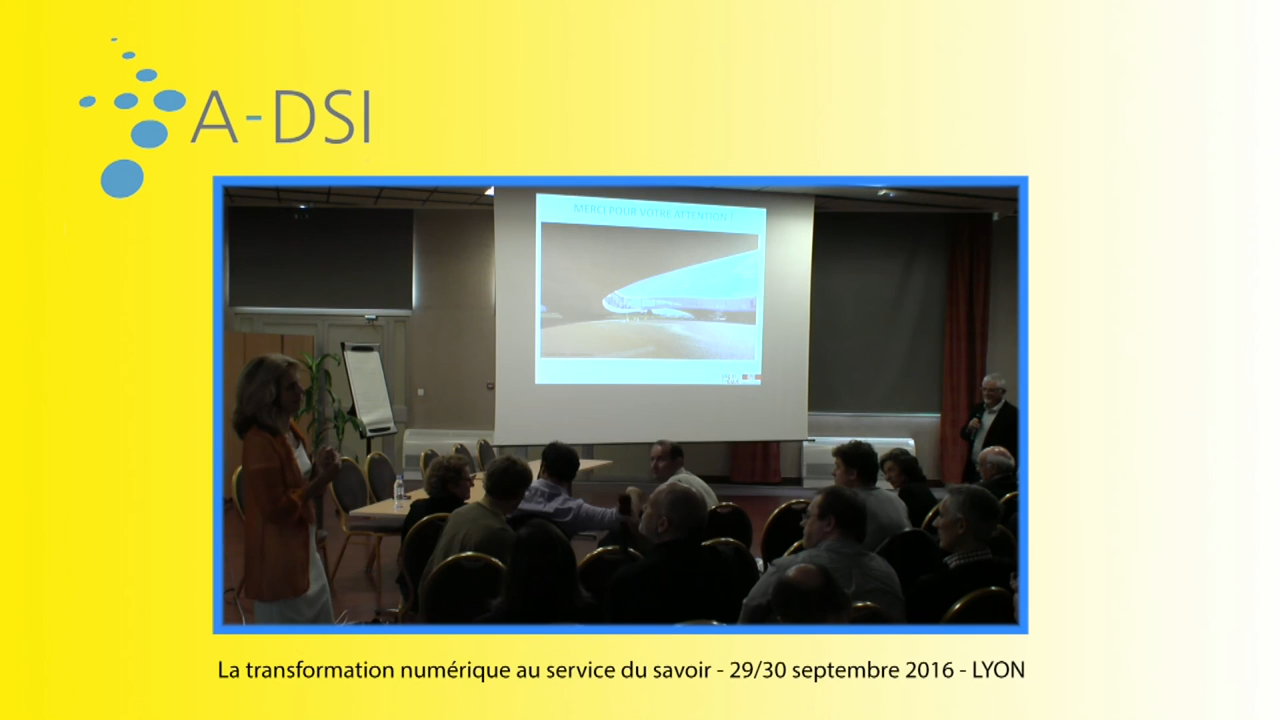 A-DSI
MERCI POUR VOTRE ATTENTION !
La transformation numérique au service du savoir - 29/30 septembre 2016 - LYON